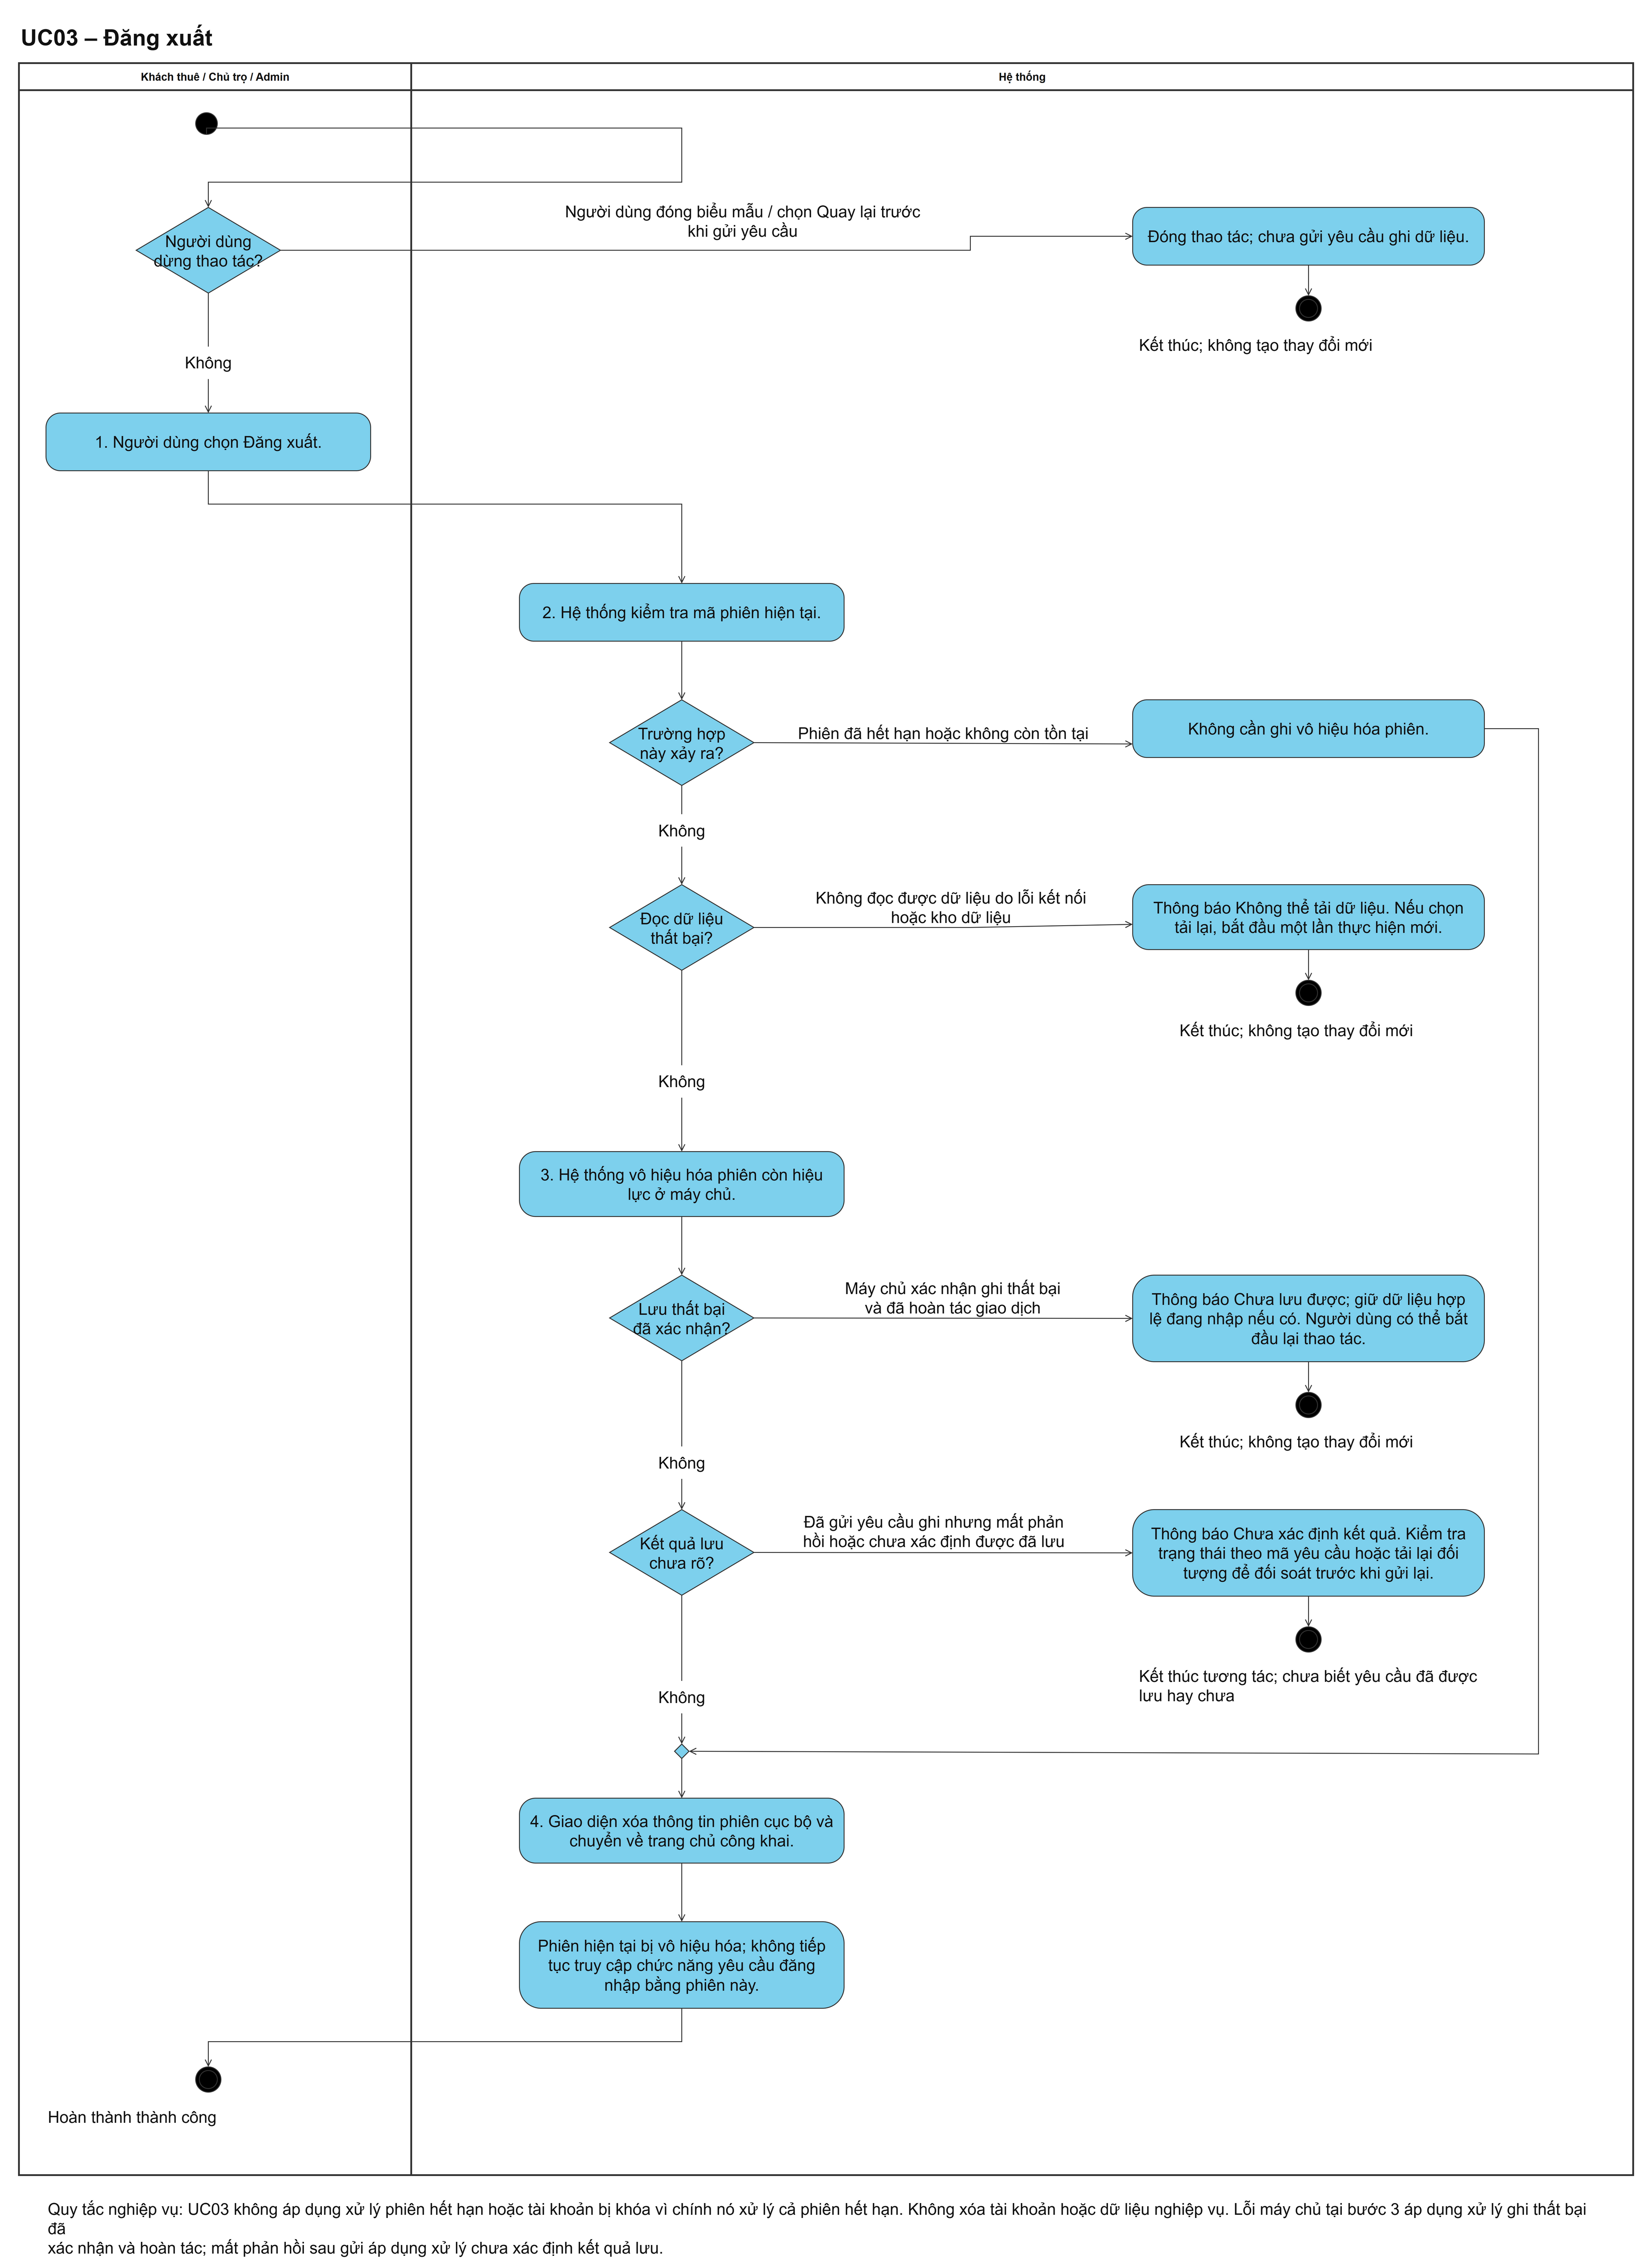 UC03 – Đăng xuất
Khách thuê / Chủ trọ / Admin
Hệ thống
Người dùng đóng biểu mẫu / chọn Quay lại trước
khi gửi yêu cầu
Người dùng
dừng thao tác?
Đóng thao tác; chưa gửi yêu cầu ghi dữ liệu.
Kết thúc; không tạo thay đổi mới
Không
1. Người dùng chọn Đăng xuất.
2. Hệ thống kiểm tra mã phiên hiện tại.
Trường hợp
này xảy ra?
Phiên đã hết hạn hoặc không còn tồn tại
Không cần ghi vô hiệu hóa phiên.
Không
Đọc dữ liệu
thất bại?
Không đọc được dữ liệu do lỗi kết nối
hoặc kho dữ liệu
Thông báo Không thể tải dữ liệu. Nếu chọn
tải lại, bắt đầu một lần thực hiện mới.
Kết thúc; không tạo thay đổi mới
Không
3. Hệ thống vô hiệu hóa phiên còn hiệu
lực ở máy chủ.
Lưu thất bại
đã xác nhận?
Máy chủ xác nhận ghi thất bại
và đã hoàn tác giao dịch
Thông báo Chưa lưu được; giữ dữ liệu hợp
lệ đang nhập nếu có. Người dùng có thể bắt
đầu lại thao tác.
Kết thúc; không tạo thay đổi mới
Không
Kết quả lưu
chưa rõ?
Đã gửi yêu cầu ghi nhưng mất phản
hồi hoặc chưa xác định được đã lưu
Thông báo Chưa xác định kết quả. Kiểm tra
trạng thái theo mã yêu cầu hoặc tải lại đối
tượng để đối soát trước khi gửi lại.
Kết thúc tương tác; chưa biết yêu cầu đã được
lưu hay chưa
Không
4. Giao diện xóa thông tin phiên cục bộ và
chuyển về trang chủ công khai.
Phiên hiện tại bị vô hiệu hóa; không tiếp
tục truy cập chức năng yêu cầu đăng
nhập bằng phiên này.
Hoàn thành thành công
Quy tắc nghiệp vụ: UC03 không áp dụng xử lý phiên hết hạn hoặc tài khoản bị khóa vì chính nó xử lý cả phiên hết hạn. Không xóa tài khoản hoặc dữ liệu nghiệp vụ. Lỗi máy chủ tại bước 3 áp dụng xử lý ghi thất bại
đã
xác nhận và hoàn tác; mất phản hồi sau gửi áp dụng xử lý chưa xác định kết quả lưu.